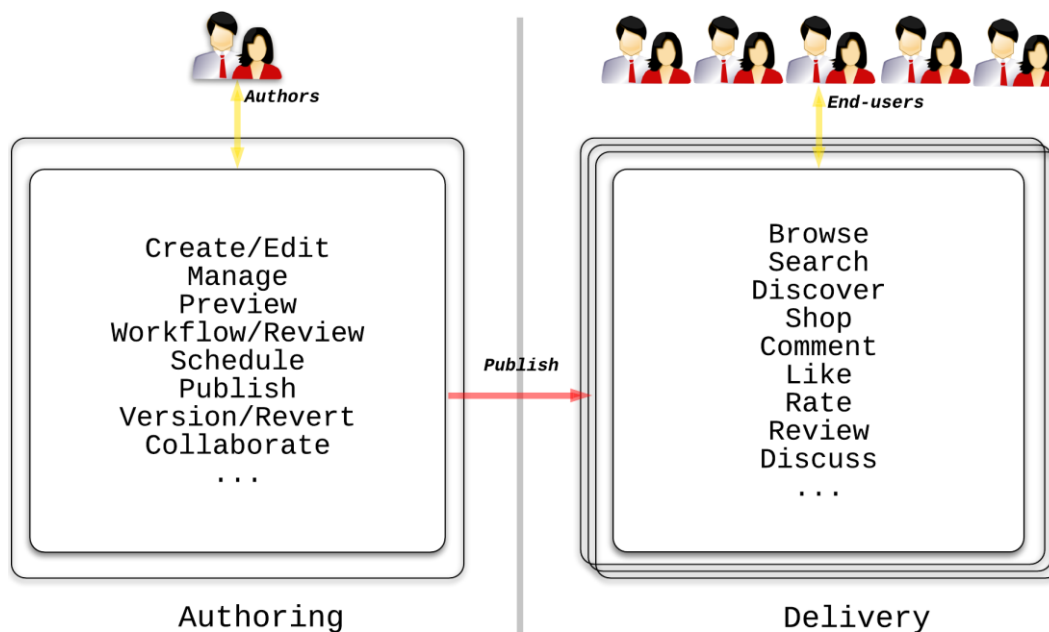 Authors
Create/Edit
Manage
Preview
Workflow/Review
Schedule
Publish
Version/Revert
Collaborate
...
Authoring
Publish
End-users
Browse
Search
Discover
Shop
Comment
Like
Rate
Review
Discuss
...
Delivery